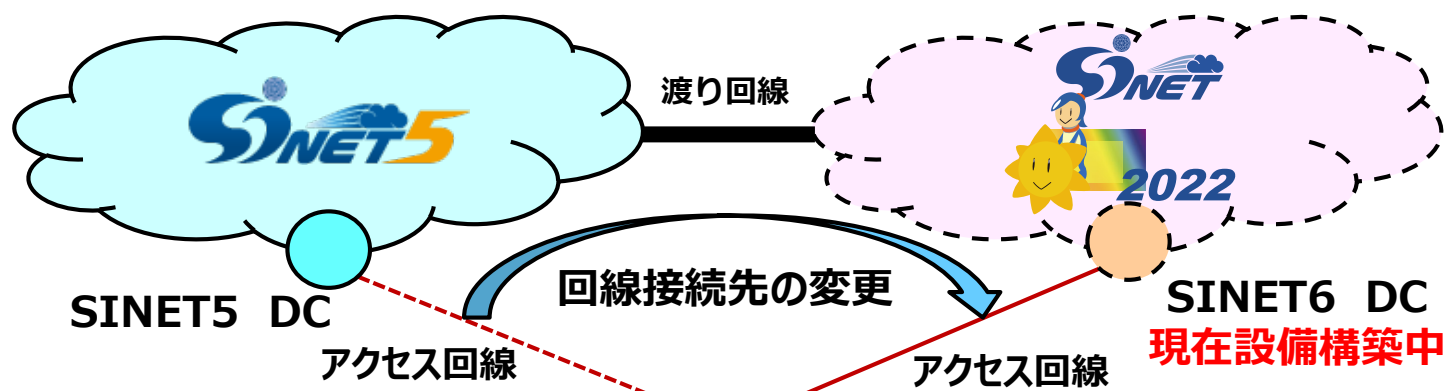 SINET5
渡り回線
SINET
2022
回線接続先の変更
SINET5 DC
アクセス回線
アクセス回線
SINET6 DC
現在設備構築中